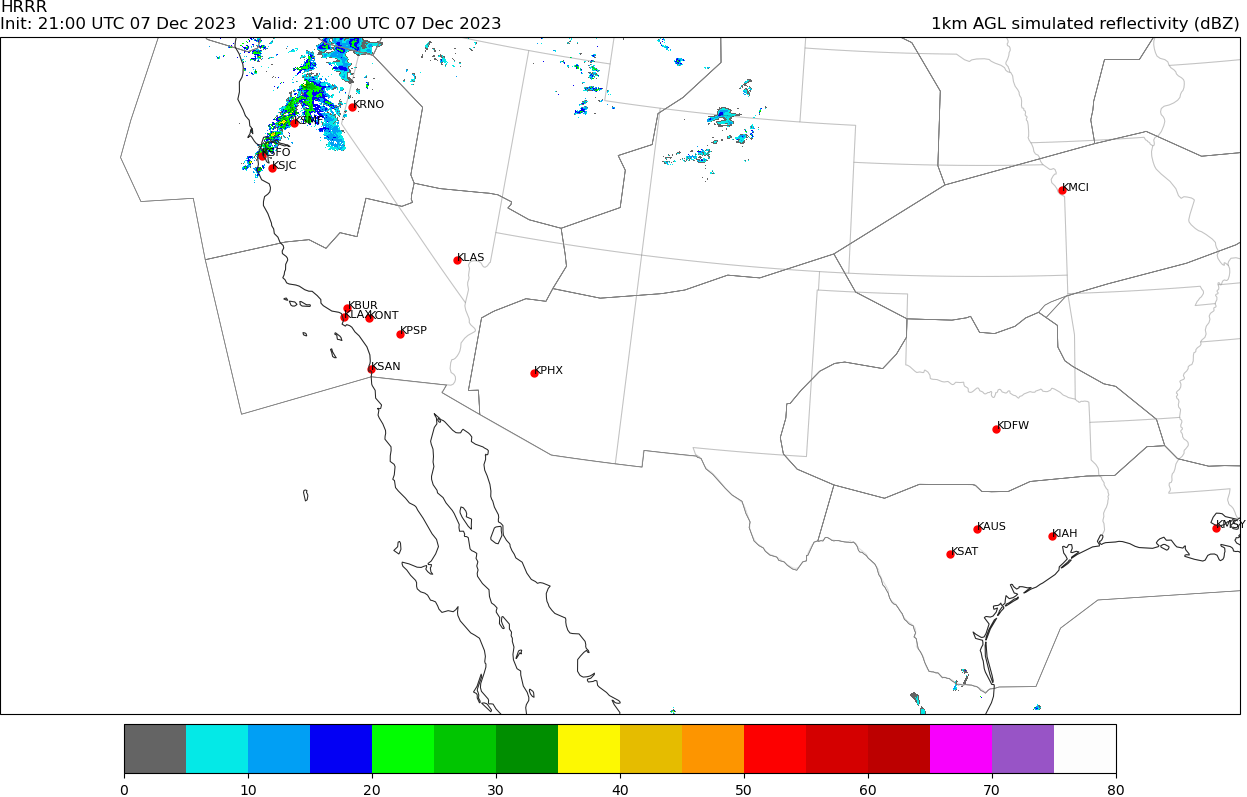 HRRR
Init: 21:00 UTC 07 Dec 2023   Valid: 21:00 UTC 07 Dec 2023
1km AGL simulated reflectivity (dBZ)
KRNO
KSFO
KSJC
KMCI
KLAS
KBUR
KLAX
KONT
KPSP
KSAN
KPHX
KDFW
KMSY
KAUS
KIAH
KSAT
0 10 20 30 40 50 60 70 80